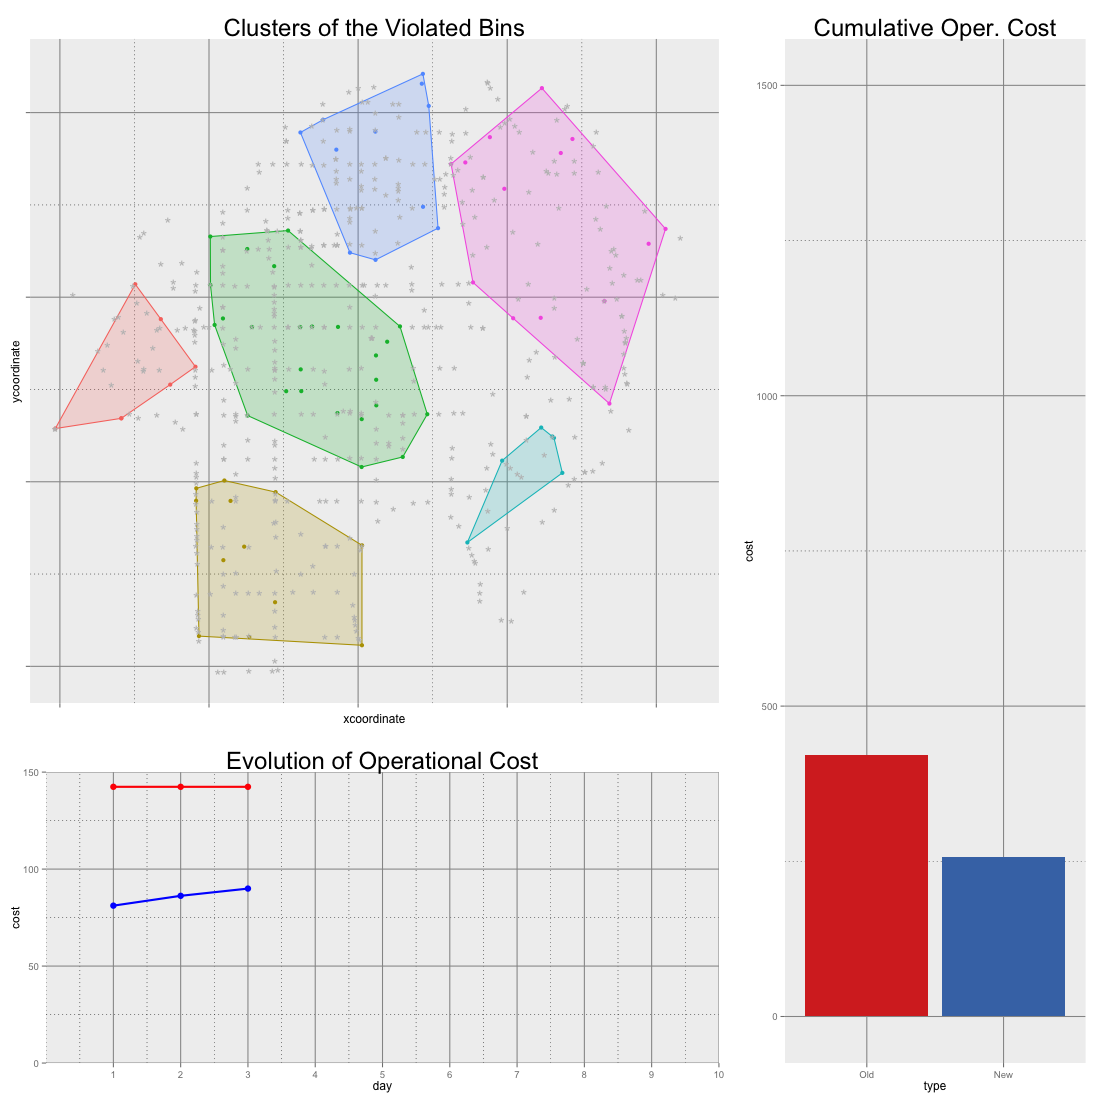 Clusters of the Violated Bins
ycoordinate
xcoordinate
Evolution of Operational Cost
150
100
50
0
cost
1 2 3 4 5 6 7 8 9 10
day
Cumulative Oper. Cost
1500
1000
500
0
cost
Old New
type